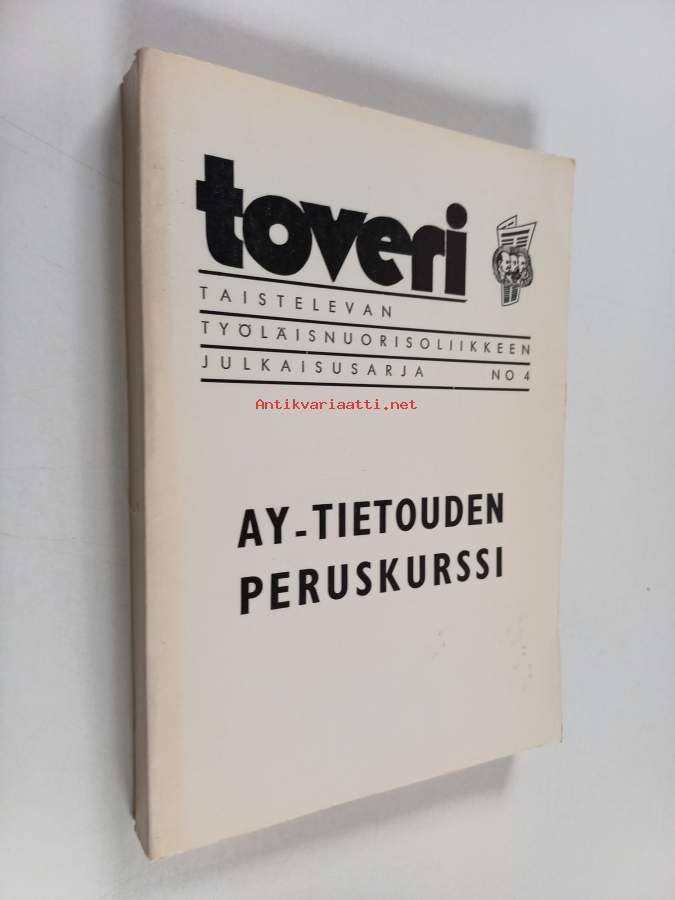 toveri
TAISTELEVAN
TYÖLÄISNUORISOLIIKKEEN
JULKAISUSARJA NO 4
Antikvariaatti.net
AY-TIETOUDEN
PERUSKURSSI